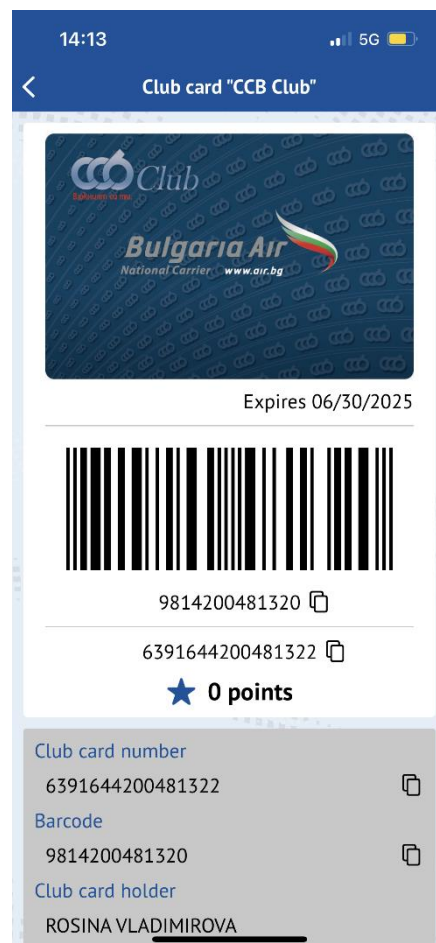 14:13
5G
Club card "CCB Club"
ccb Club
Bulgaria Air
National Carrier www.air.bg
Expires 06/30/2025
9814200481320
6391644200481322
0 points
Club card number
6391644200481322
Barcode
9814200481320
Club card holder
ROSINA VLADIMIROVA